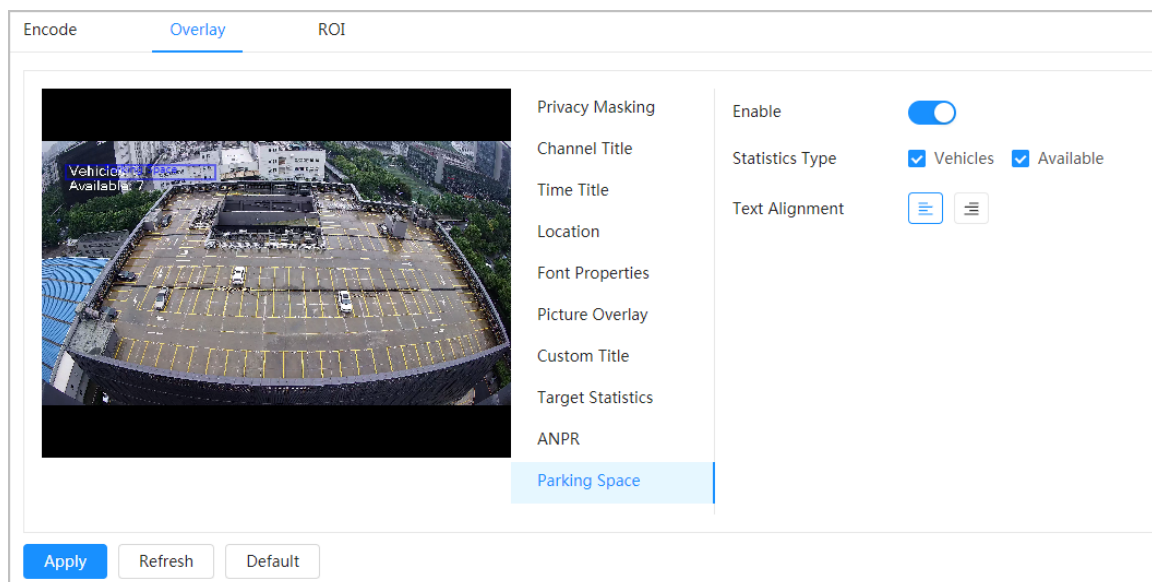 Encode Overlay ROI
Vehicle
Available: 7
Privacy Masking
Channel Title
Time Title
Location
Font Properties
Picture Overlay
Custom Title
Target Statistics
ANPR
Parking Space
Enable
Statistics Type Vehicles Available
Text Alignment
Apply Refresh Default